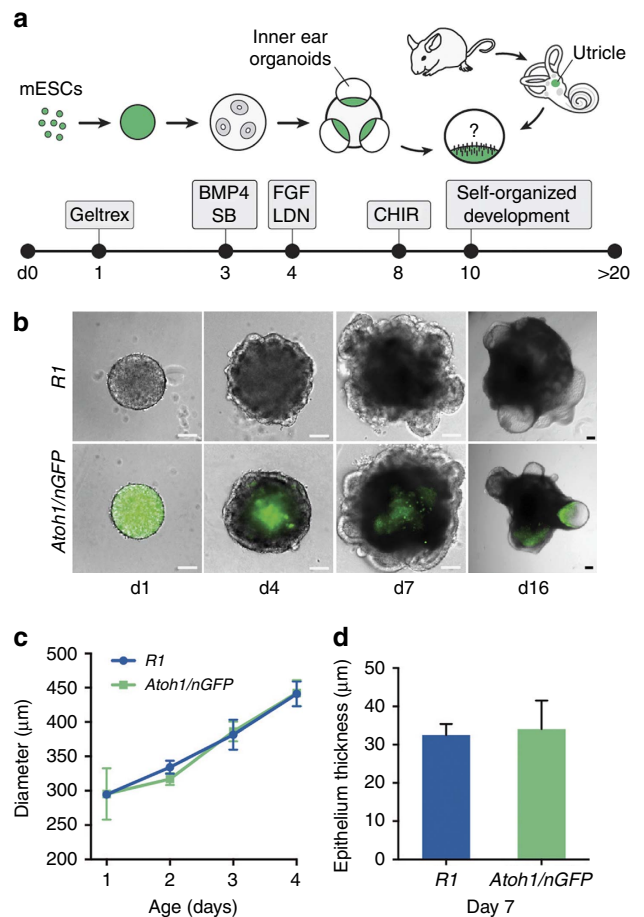 a
mESCs
Inner ear
organoids
Utricle
?
Geltrex
BMP4
SB
FGF
LDN
CHIR
Self-organized
development
d0
1
3
4
8
10
>20
b
R1
Atoh1/nGFP
d1
d4
d7
d16
c
500
450
400
350
300
250
200
Diameter (μm)
R1
Atoh1/nGFP
1
2
3
4
Age (days)
d
50
40
30
20
10
0
Epithelium thickness (μm)
R1
Atoh1/nGFP
Day 7